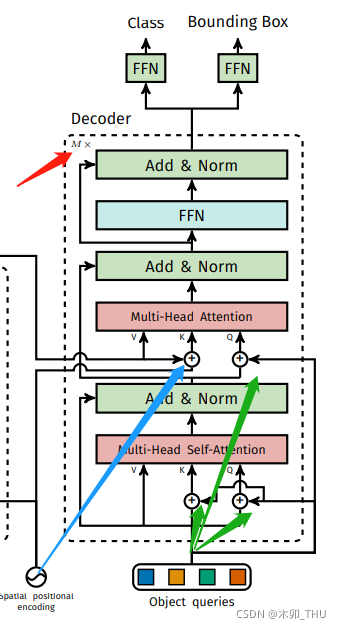 Class
Bounding Box
FFN
FFN
Decoder
M ×
Add & Norm
FFN
Add & Norm
Multi-Head Attention
V
K
Q
Add & Norm
Multi-Head Self-Attention
V
K
Q
Spatial positional
encoding
Object queries
CSDN @木卯_THU